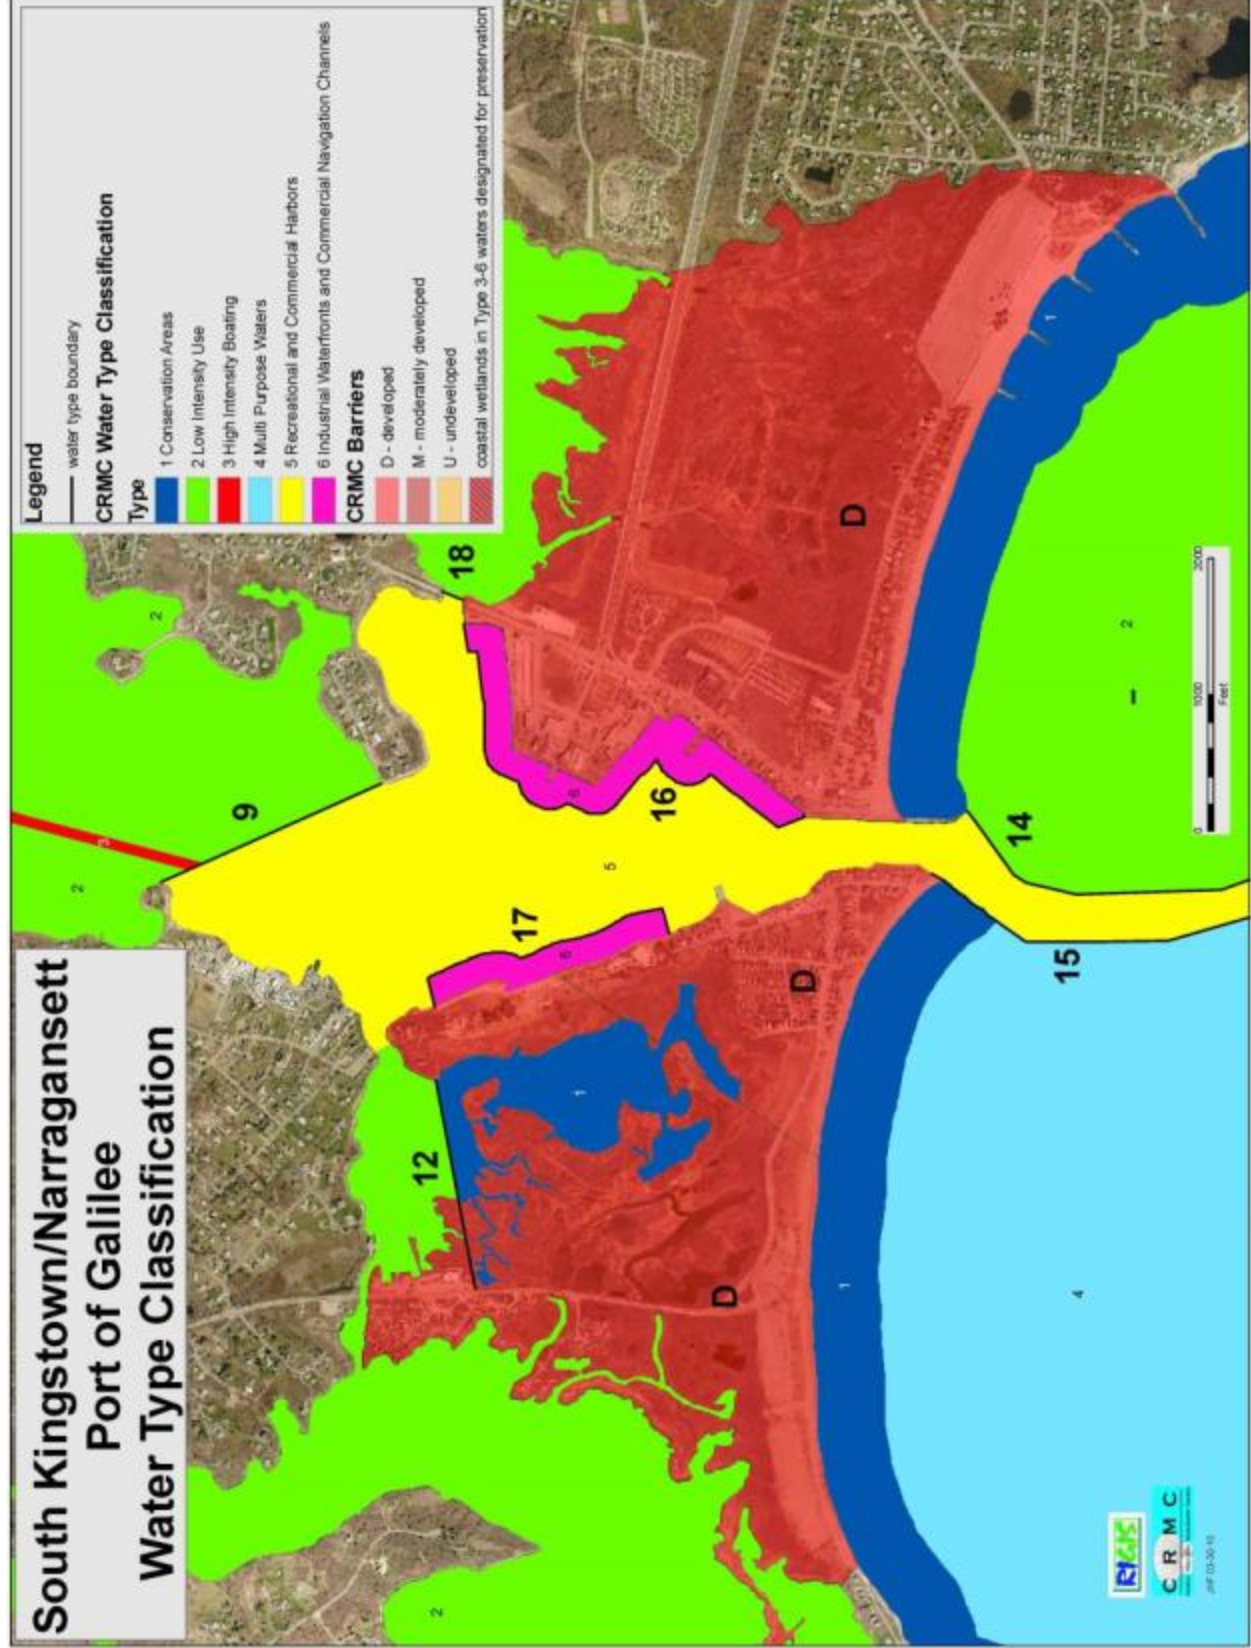 South Kingstown/Narragansett
Port of Galilee
Water Type Classification
Legend
water type boundary
CRMC Water Type Classification
Type
1 Conservation Areas
2 Low Intensity Use
3 High Intensity Boating
4 Multi Purpose Waters
5 Recreational and Commercial Harbors
6 Industrial Waterfronts and Commercial Navigation Channels
CRMC Barriers
D - developed
M - moderately developed
U - undeveloped
coastal wetlands in Type 3-6 waters designated for preservation
2
3
2
2
9
18
12
17
5
6
6
16
1
2
D
D
D
1
1
14
15
4
2
0 1000 2000
Feet
RIGIS
C R M C